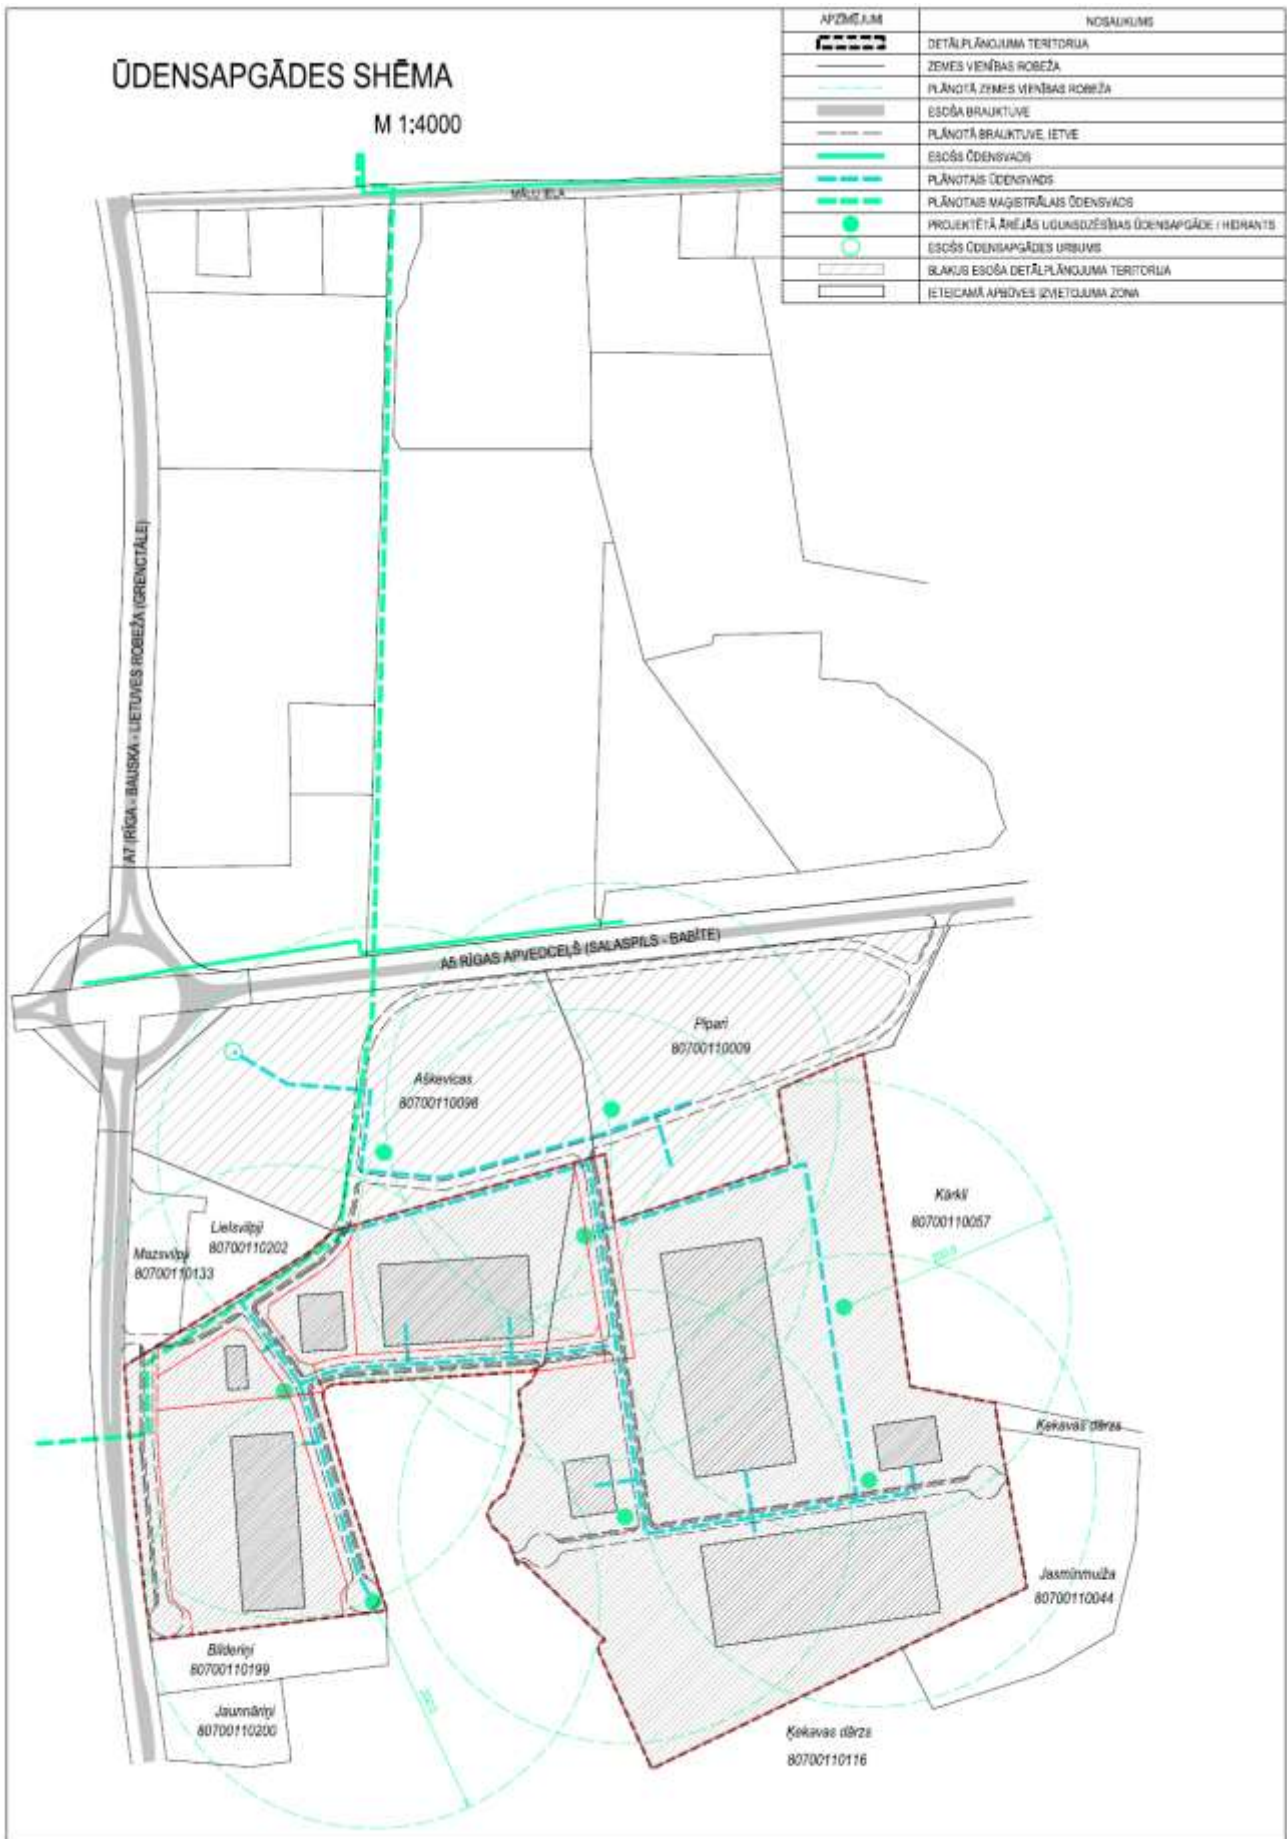 ŪDENSAPGĀDES SHĒMA
M 1:4000
APZĪMĒJUMI
NOSAUKUMS
DETĀLPLĀNOJUMA TERITORIJA
ZEMES VIENĪBAS ROBEŽA
PLĀNOTĀ ZEMES VIENĪBAS ROBEŽA
ESOŠA BRAUKTUVE
PLĀNOTĀ BRAUKTUVE, IETVE
ESOŠS ŪDENSVADS
PLĀNOTAIS ŪDENSVADS
PLĀNOTAIS MAĢISTRĀLAIS ŪDENSVADS
PROJEKTĒTĀ ĀRĒJĀS UGUNSDZĒSĪBAS ŪDENSAPGĀDE / HIDRANTS
ESOŠS ŪDENSAPGĀDES URBUMS
BLAKUS ESOŠA DETĀLPLĀNOJUMA TERITORIJA
IETEICAMĀ APBŪVES IZVIETOJUMA ZONA
MĀLU IELA
A7 (RĪGA - BAUSKA - LIETUVES ROBEŽA (GRENCTĀLE)
A5 RĪGAS APVEDCEĻŠ (SALASPILS - BABĪTE)
Pipari
80700110009
Aškevicas
80700110098
Kārkli
80700110057
Lielsvilpji
80700110202
Mazsvilpji
80700110133
Ķekavas dārzs
Jasmīnmuiža
80700110044
Bilderiņi
80700110199
Jaunnāriņi
80700110200
Ķekavas dārzs
80700110116